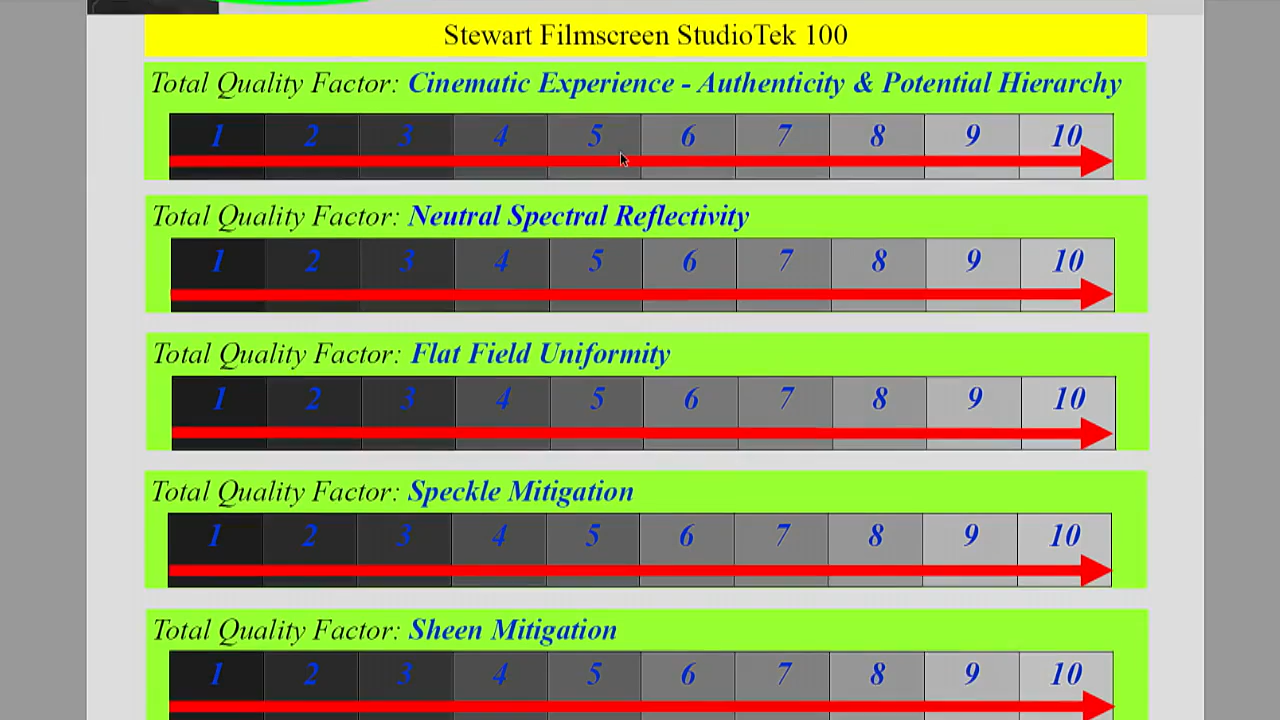 Stewart Filmscreen StudioTek 100
Total Quality Factor: Cinematic Experience - Authenticity & Potential Hierarchy
1 2 3 4 5 6 7 8 9 10
Total Quality Factor: Neutral Spectral Reflectivity
1 2 3 4 5 6 7 8 9 10
Total Quality Factor: Flat Field Uniformity
1 2 3 4 5 6 7 8 9 10
Total Quality Factor: Speckle Mitigation
1 2 3 4 5 6 7 8 9 10
Total Quality Factor: Sheen Mitigation
1 2 3 4 5 6 7 8 9 10